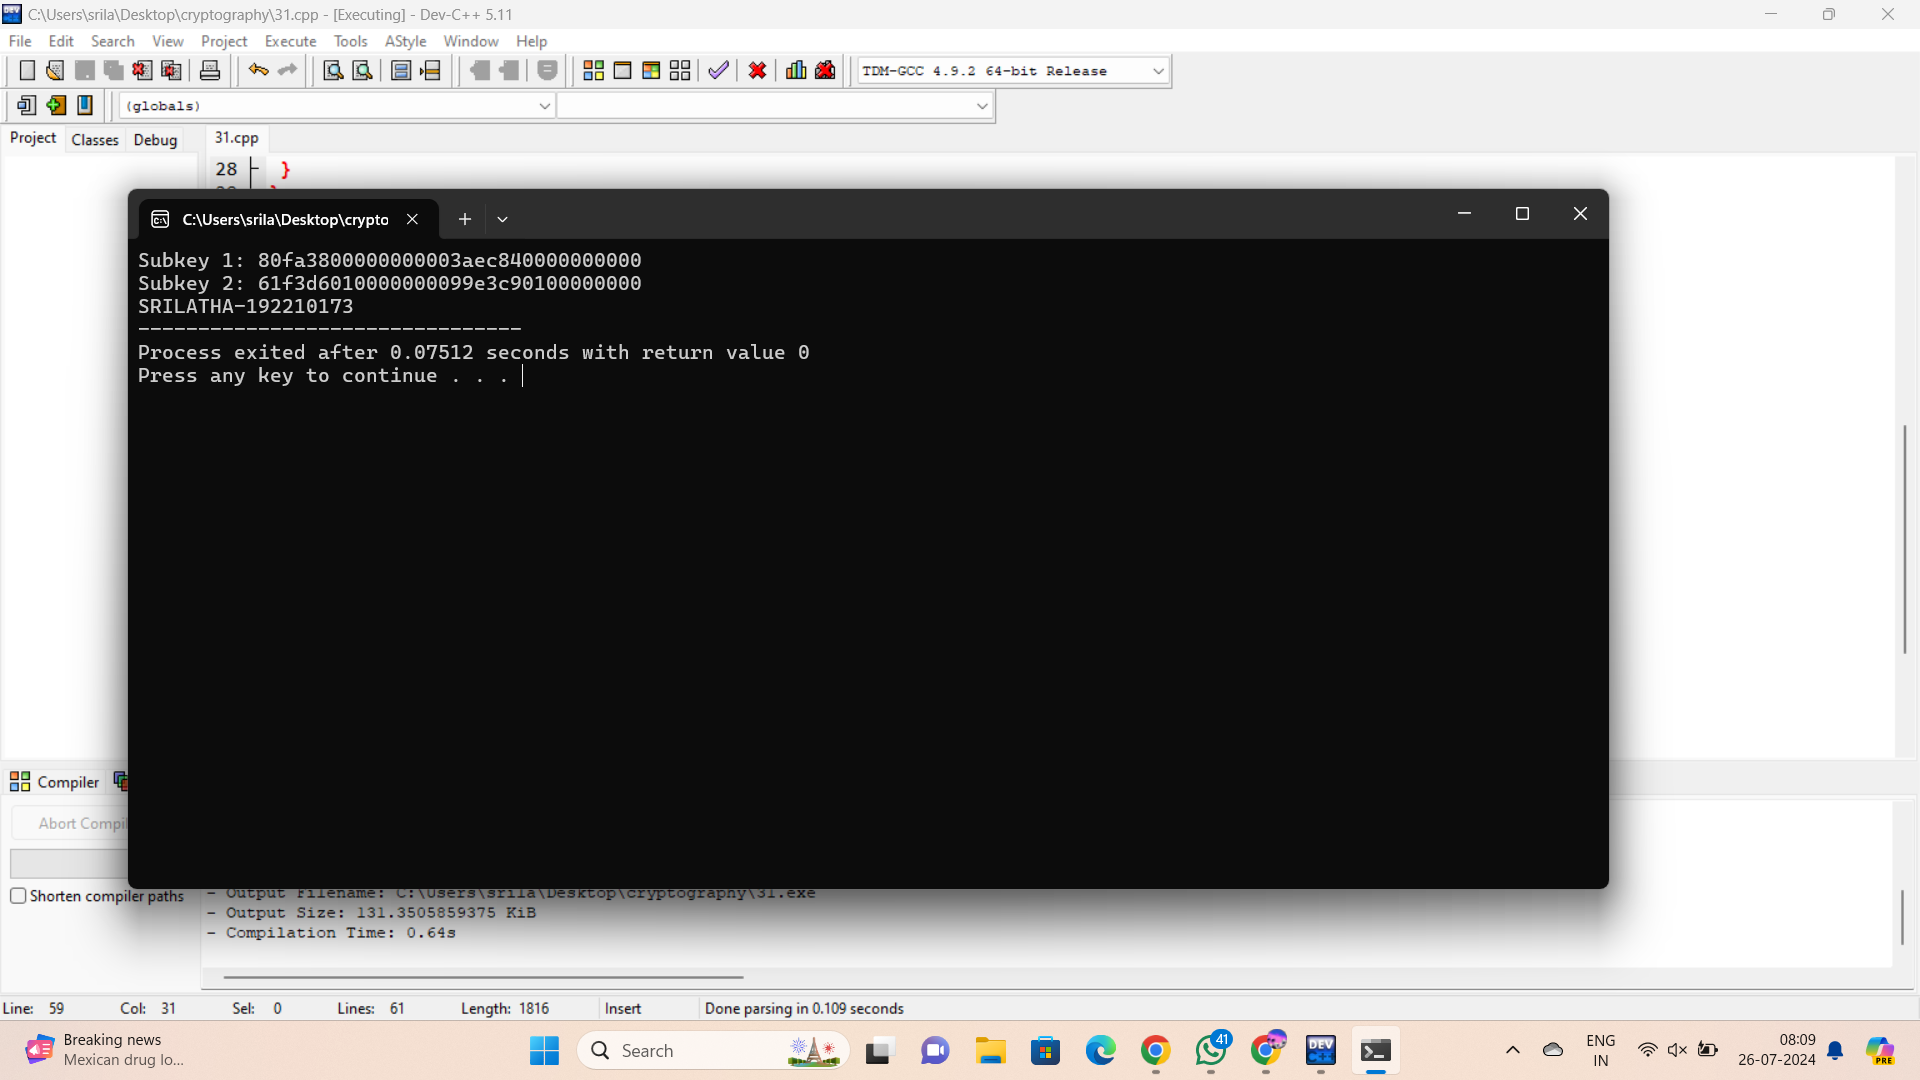 C:\Users\srila\Desktop\cryptography\31.cpp - [Executing] - Dev-C++ 5.11
File Edit Search View Project Execute Tools AStyle Window Help
TDM-GCC 4.9.2 64-bit Release
(globals)
Project Classes Debug 31.cpp
28 }
C:\Users\srila\Desktop\crypto
Subkey 1: 80fa3800000000003aec840000000000
Subkey 2: 61f3d6010000000099e3c90100000000
SRILATHA-192210173
--------------------------------
Process exited after 0.07512 seconds with return value 0
Press any key to continue . . .
Compiler
Abort Compil
Shorten compiler paths
- Output Filename: C:\Users\srila\Desktop\cryptography\31.exe
- Output Size: 131.3505859375 KiB
- Compilation Time: 0.64s
Line: 59 Col: 31 Sel: 0 Lines: 61 Length: 1816 Insert Done parsing in 0.109 seconds
Breaking news
Mexican drug lo...
Search
DEV
41
DEV
ENG
IN
08:09
26-07-2024
PRE